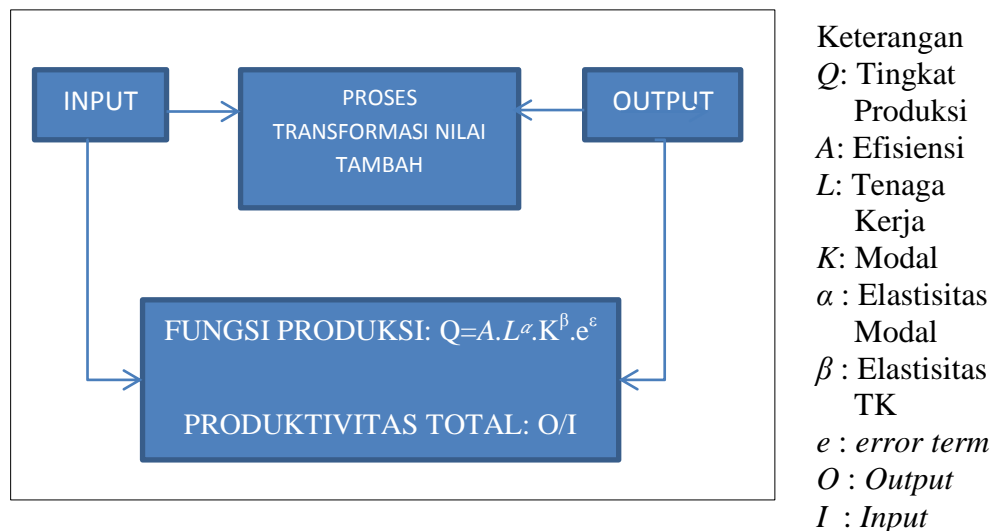 INPUT
PROSES
TRANSFORMASI NILAI
TAMBAH
OUTPUT
FUNGSI PRODUKSI: Q=A.L^α.K^β.e^ε
PRODUKTIVITAS TOTAL: O/I
Keterangan
Q: Tingkat
Produksi
A: Efisiensi
L: Tenaga
Kerja
K: Modal
α : Elastisitas
Modal
β : Elastisitas
TK
e : error term
O : Output
I : Input